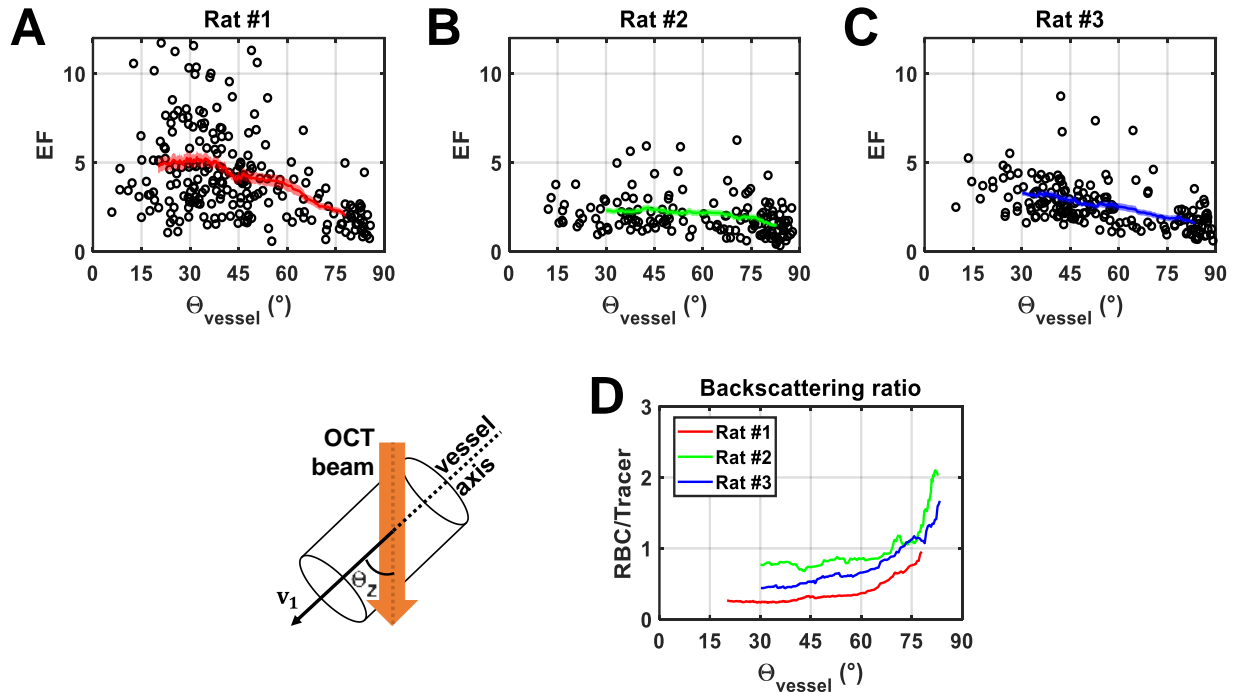 A
Rat #1
EF
10
5
0
0 15 30 45 60 75 90
Θvessel (°)
B
Rat #2
EF
10
5
0
0 15 30 45 60 75 90
Θvessel (°)
C
Rat #3
EF
10
5
0
0 15 30 45 60 75 90
Θvessel (°)
OCT
beam
vessel
axis
Θz
v1
D
Backscattering ratio
RBC/Tracer
3
2
1
0
Rat #1
Rat #2
Rat #3
0 15 30 45 60 75 90
Θvessel (°)